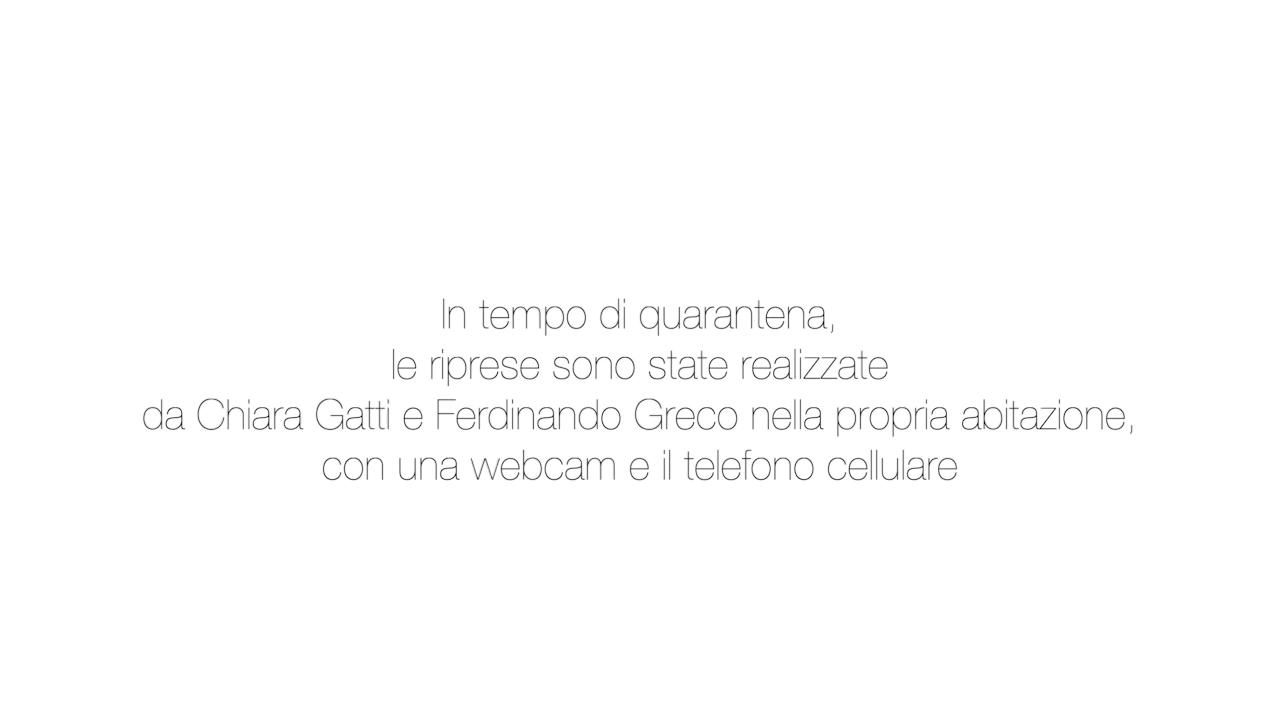 In tempo di quarantena,
le riprese sono state realizzate
da Chiara Gatti e Ferdinando Greco nella propria abitazione,
con una webcam e il telefono cellulare